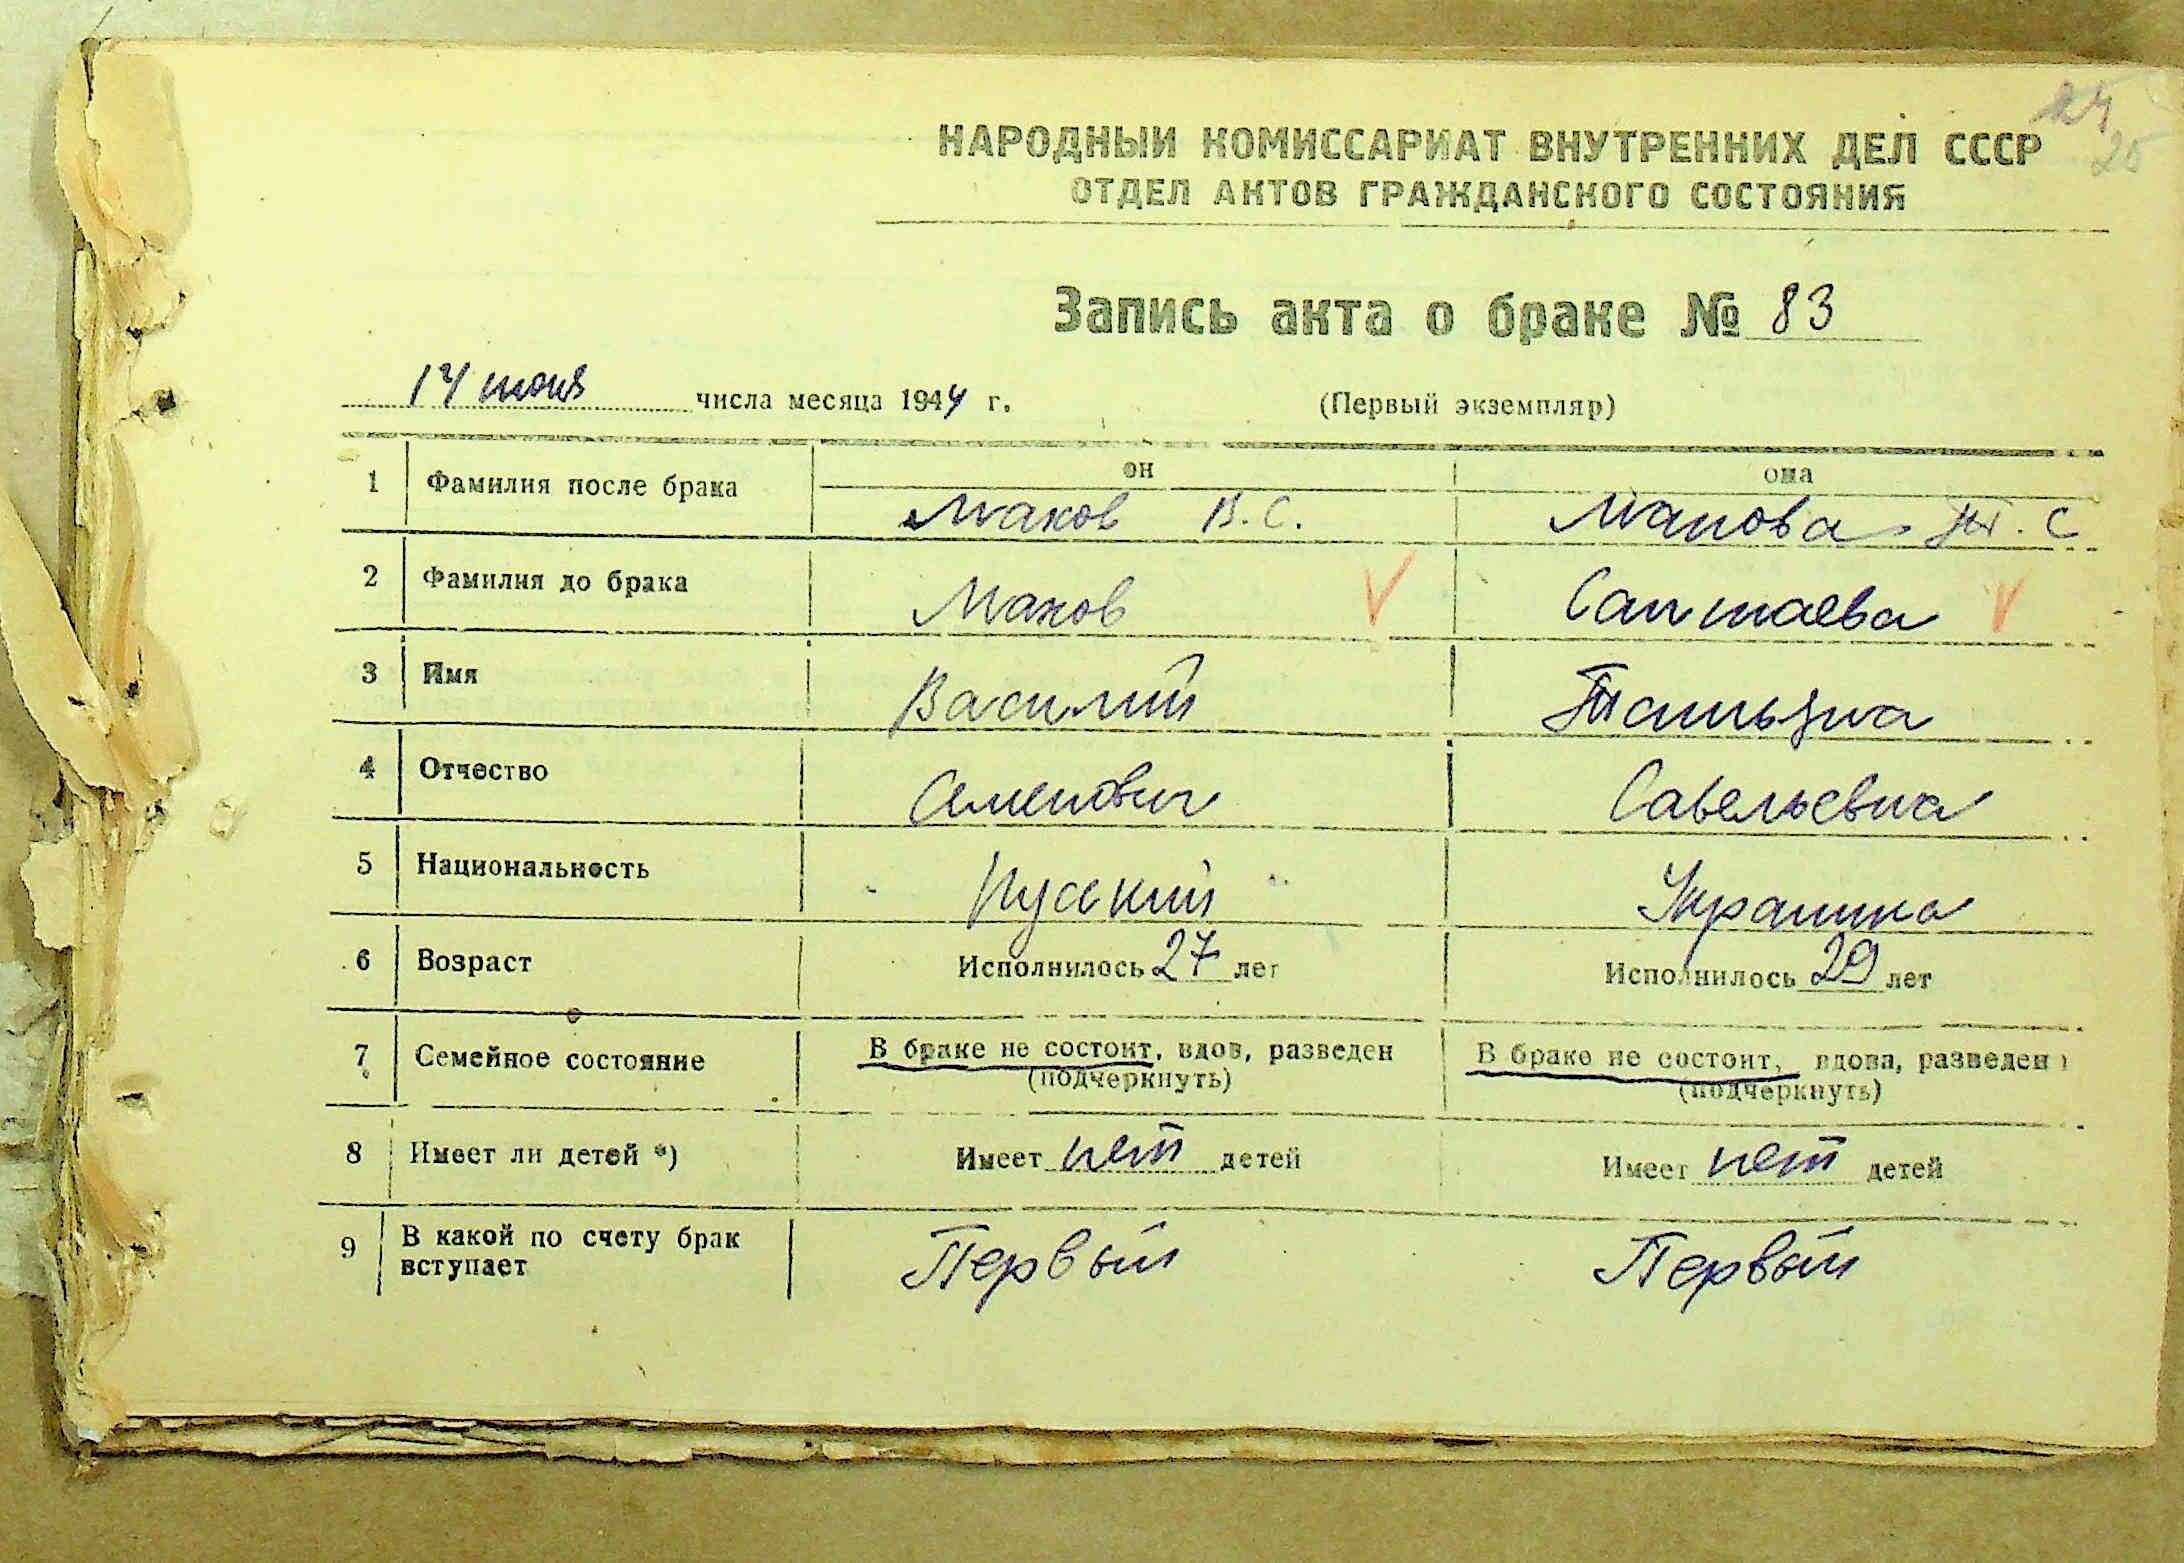 24
25
НАРОДНЫЙ КОМИССАРИАТ ВНУТРЕННИХ ДЕЛ СССР
ОТДЕЛ АКТОВ ГРАЖДАНСКОГО СОСТОЯНИЯ
Запись акта о браке № 83
14 июня числа месяца 1944 г. (Первый экземпляр)
он она
1 Фамилия после брака Маков В. С. Макова Т. С
2 Фамилия до брака Маков
3 Имя Василий Татьяна
4 Отчество Семенович Савельевна
5 Национальность Руский Украинка
6 Возраст Исполнилось 27 лет Исполнилось 29 лет
7 Семейное состояние В браке не состоит, вдов, разведен В браке не состоит, вдова, разведен
(подчеркнуть) (подчеркнуть)
8 Имеет ли детей *) Имеет нет детей Имеет нет детей
9 В какой по счету брак вступает Первый Первый